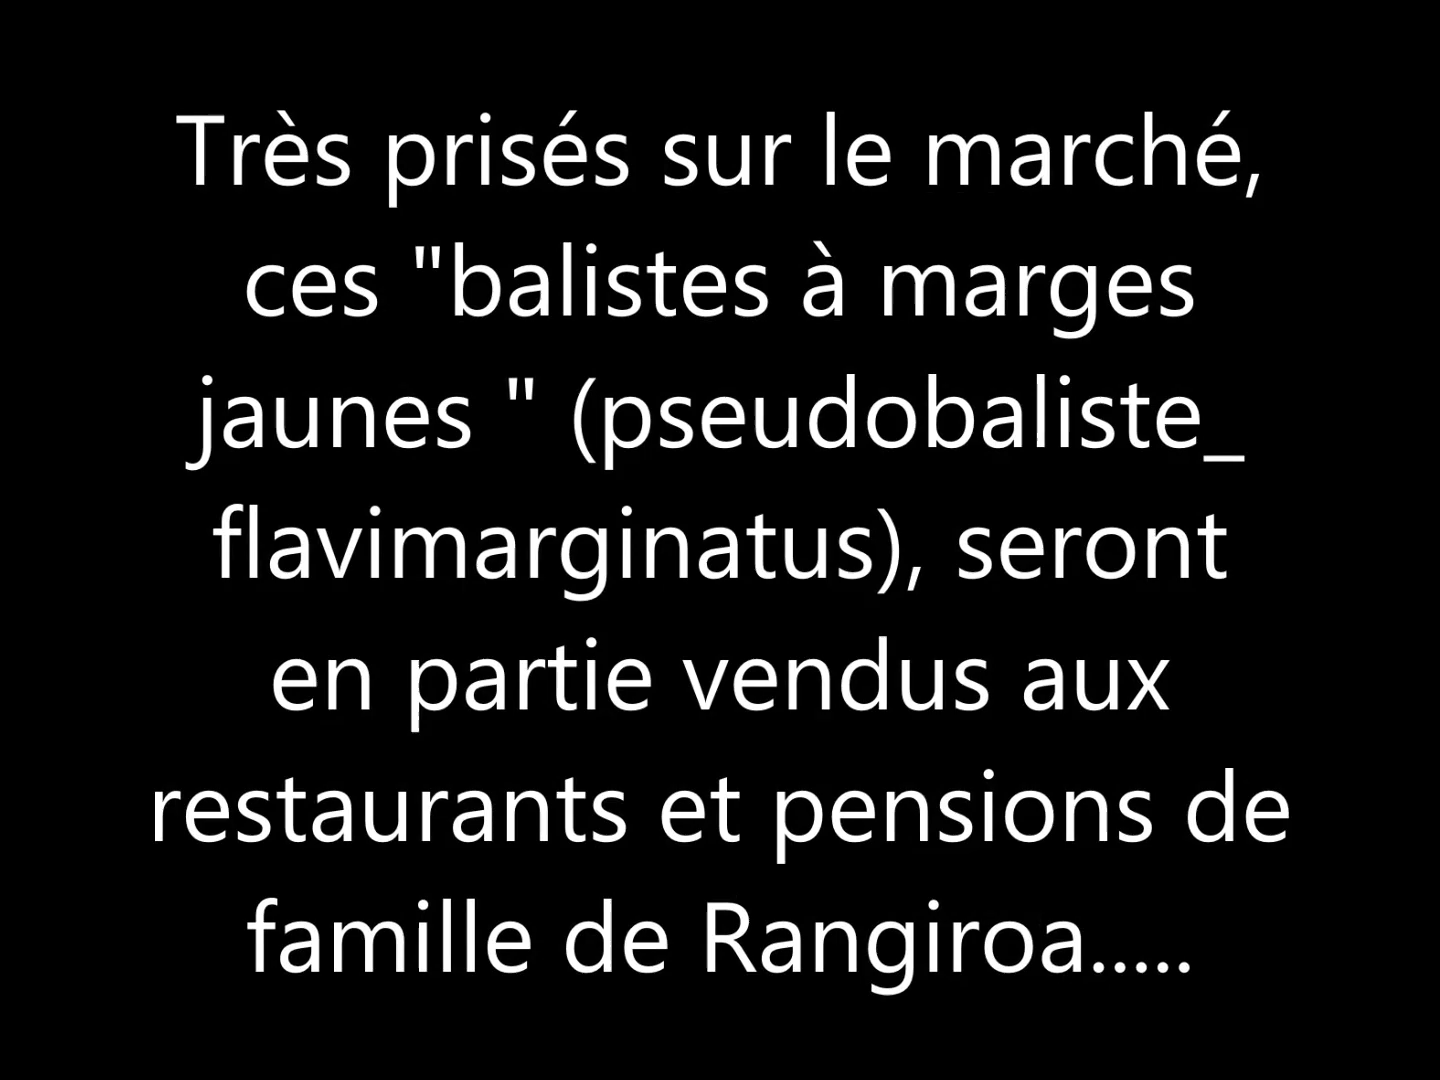 Très prisés sur le marché,
ces "balistes à marges
jaunes " (pseudobaliste_
flavimarginatus), seront
en partie vendus aux
restaurants et pensions de
famille de Rangiroa.....